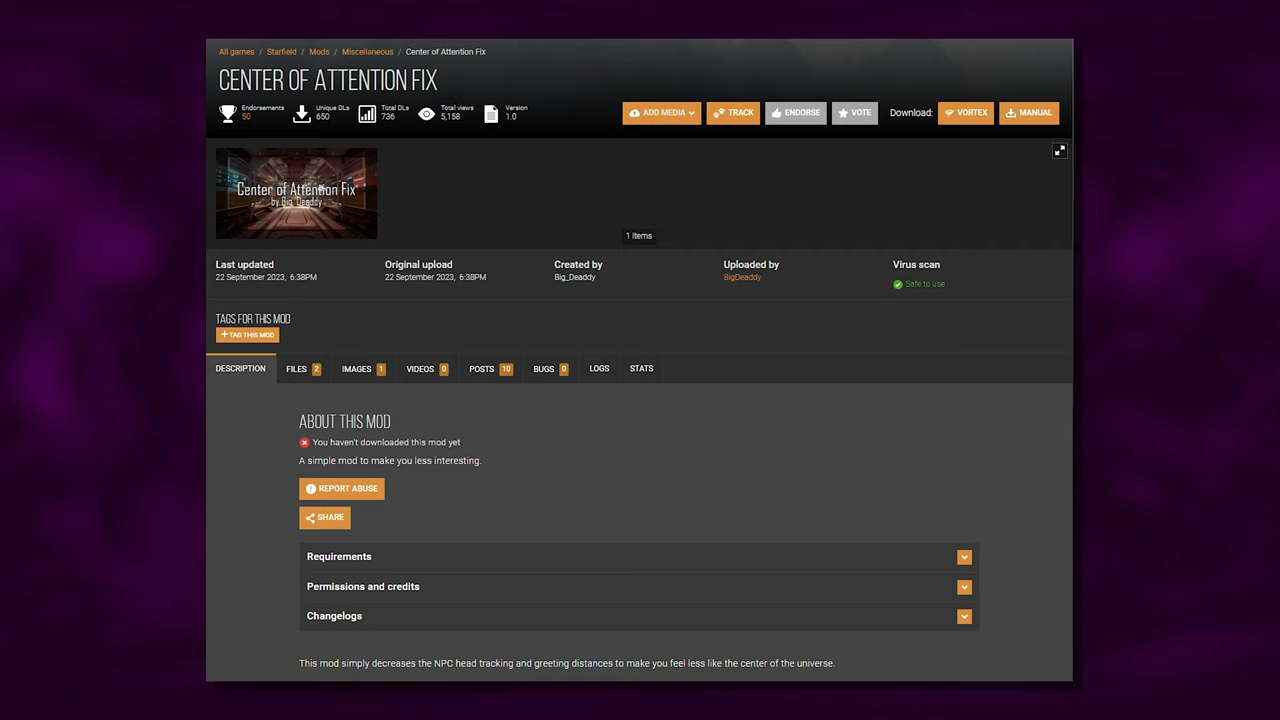 All games / Starfield / Mods / Miscellaneous / Center of Attention Fix
CENTER OF ATTENTION FIX
Endorsements
50
Unique DLs
650
Total DLs
736
Total views
5,158
Version
1.0
ADD MEDIA
TRACK
ENDORSE
VOTE
Download:
VORTEX
MANUAL
Center of Attention Fix
by Big_Deaddy
1 items
Last updated
22 September 2023, 6:38PM
Original upload
22 September 2023, 6:38PM
Created by
Big_Deaddy
Uploaded by
BigDeaddy
Virus scan
Safe to use
TAGS FOR THIS MOD
+ TAG THIS MOD
DESCRIPTION
FILES 2
IMAGES 1
VIDEOS 0
POSTS 10
BUGS 0
LOGS
STATS
ABOUT THIS MOD
You haven't downloaded this mod yet
A simple mod to make you less interesting.
REPORT ABUSE
SHARE
Requirements
Permissions and credits
Changelogs
This mod simply decreases the NPC head tracking and greeting distances to make you feel less like the center of the universe.